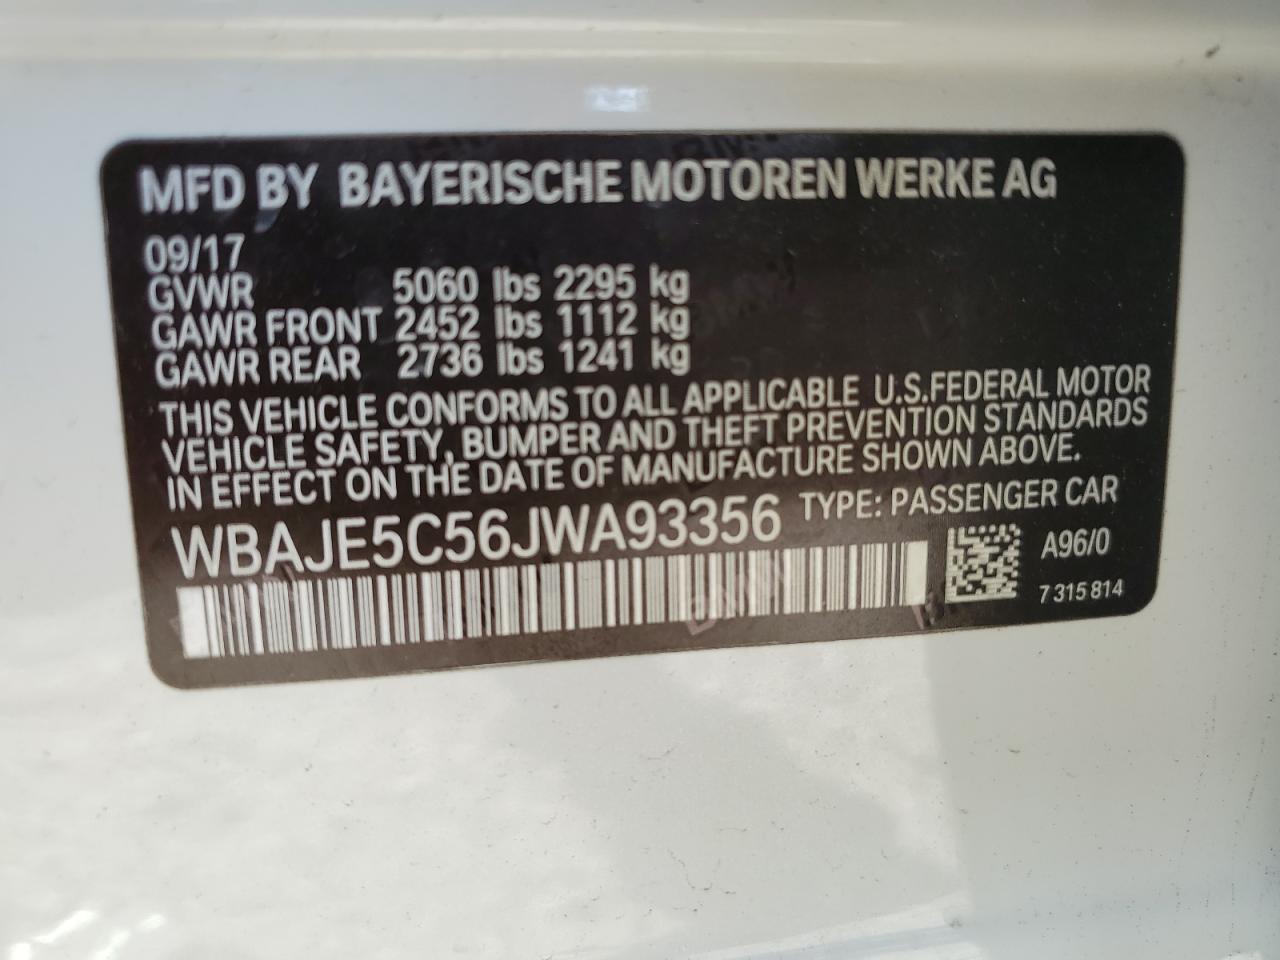 MFD BY BAYERISCHE MOTOREN WERKE AG
09/17
GVWR 5060 lbs 2295 kg
GAWR FRONT 2452 lbs 1112 kg
GAWR REAR 2736 lbs 1241 kg
THIS VEHICLE CONFORMS TO ALL APPLICABLE U.S.FEDERAL MOTOR
VEHICLE SAFETY, BUMPER AND THEFT PREVENTION STANDARDS
IN EFFECT ON THE DATE OF MANUFACTURE SHOWN ABOVE.
WBAJE5C56JWA93356 TYPE: PASSENGER CAR
A96/0
7 315 814